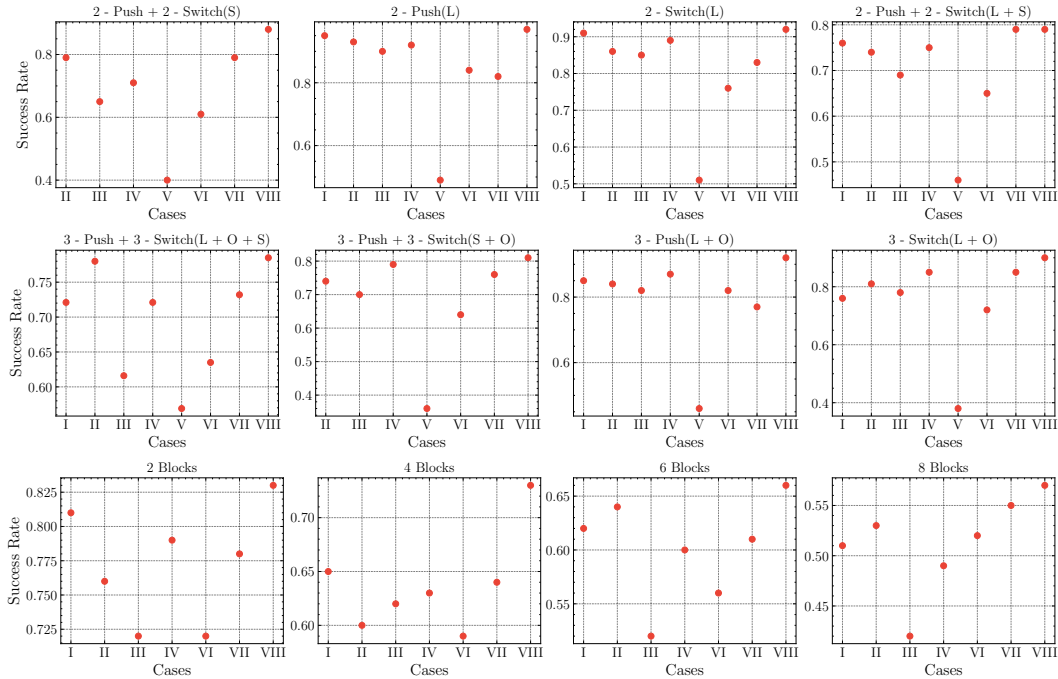 2 - Push + 2 - Switch(S)
2 - Push(L)
2 - Switch(L)
2 - Push + 2 - Switch(L + S)
Success Rate
0.8
0.6
0.4
II III IV V VI VII VIII
Cases
0.8
0.6
I II III IV V VI VII VIII
Cases
0.9
0.8
0.7
0.6
0.5
I II III IV V VI VII VIII
Cases
0.8
0.7
0.6
0.5
I II III IV V VI VII VIII
Cases
3 - Push + 3 - Switch(L + O + S)
3 - Push + 3 - Switch(S + O)
3 - Push(L + O)
3 - Switch(L + O)
Success Rate
0.75
0.70
0.65
0.60
I II III IV V VI VII VIII
Cases
0.8
0.7
0.6
0.5
0.4
II III IV V VI VII VIII
Cases
0.8
0.6
I II III IV V VI VII VIII
Cases
0.8
0.6
0.4
I II III IV V VI VII VIII
Cases
2 Blocks
4 Blocks
6 Blocks
8 Blocks
Success Rate
0.825
0.800
0.775
0.750
0.725
I II III IV VI VII VIII
Cases
0.70
0.65
0.60
I II III IV VI VII VIII
Cases
0.65
0.60
0.55
I II III IV VI VII VIII
Cases
0.55
0.50
0.45
I II III IV VI VII VIII
Cases